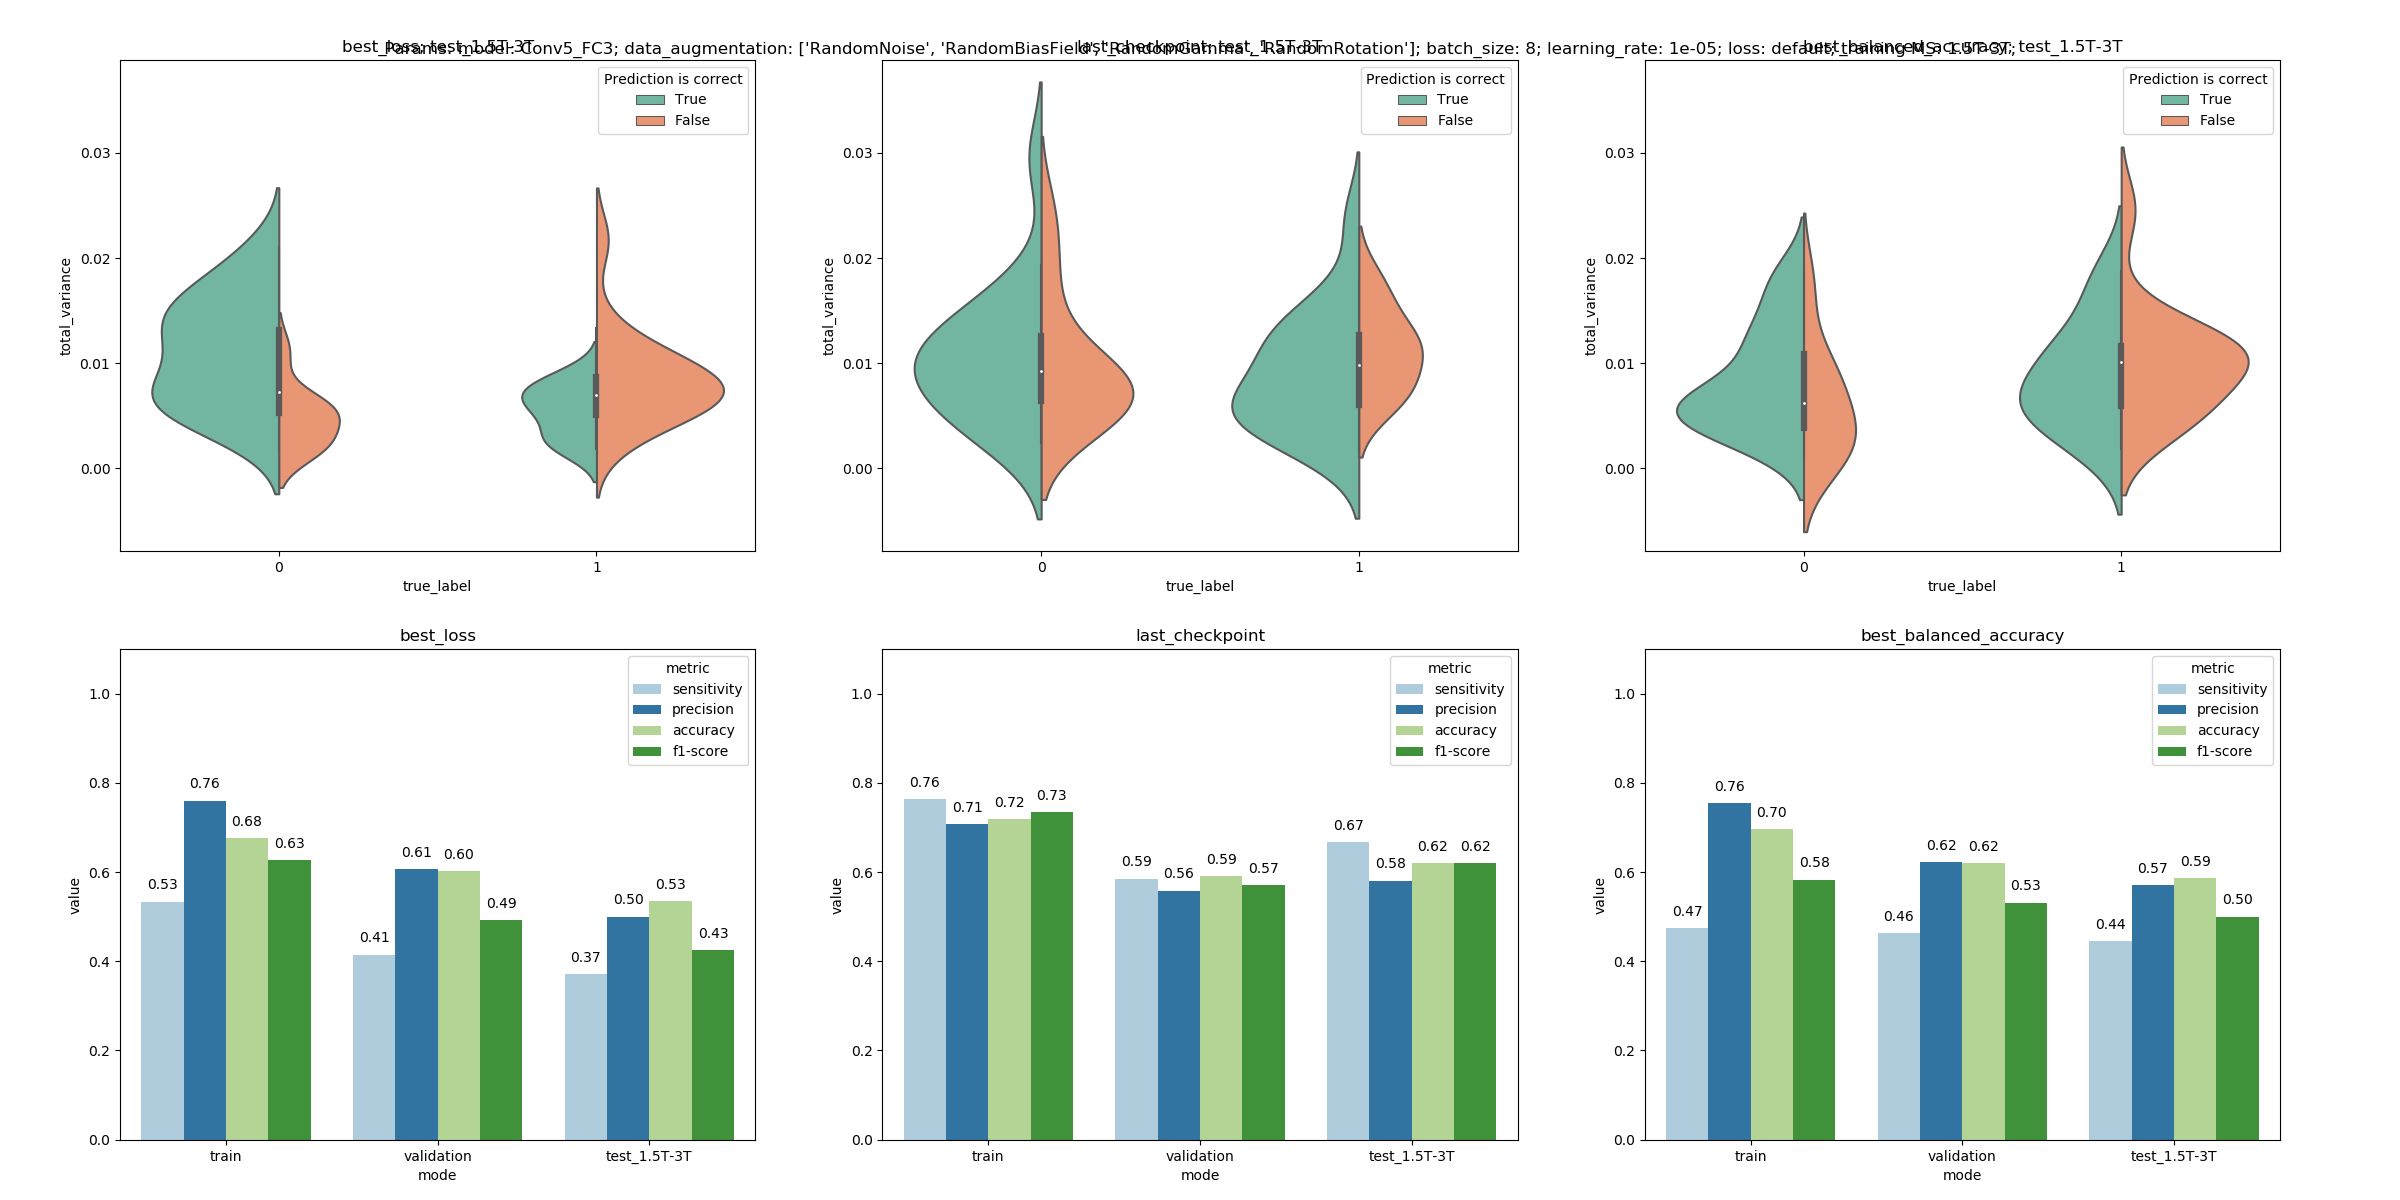 best_loss; test_1.5T-3T
last_checkpoint; test_1.5T-3T
best_balanced_accuracy; test_1.5T-3T
Params: model: Conv5_FC3; data_augmentation: ['RandomNoise', 'RandomBiasField', 'RandomGamma', 'RandomRotation']; batch_size: 8; learning_rate: 1e-05; loss: default; training MS: 1.5T-3T;
Prediction is correct
True
False
0.03
0.02
0.01
0.00
total_variance
0 1
true_label
Prediction is correct
True
False
0.03
0.02
0.01
0.00
total_variance
0 1
true_label
Prediction is correct
True
False
0.03
0.02
0.01
0.00
total_variance
0 1
true_label
best_loss
metric
sensitivity
precision
accuracy
f1-score
1.0
0.8
0.6
0.4
0.2
0.0
value
0.53 0.76 0.68 0.63
0.41 0.61 0.60 0.49
0.37 0.50 0.53 0.43
train validation test_1.5T-3T
mode
last_checkpoint
metric
sensitivity
precision
accuracy
f1-score
1.0
0.8
0.6
0.4
0.2
0.0
value
0.76 0.71 0.72 0.73
0.59 0.56 0.59 0.57
0.67 0.58 0.62 0.62
train validation test_1.5T-3T
mode
best_balanced_accuracy
metric
sensitivity
precision
accuracy
f1-score
1.0
0.8
0.6
0.4
0.2
0.0
value
0.47 0.76 0.70 0.58
0.46 0.62 0.62 0.53
0.44 0.57 0.59 0.50
train validation test_1.5T-3T
mode